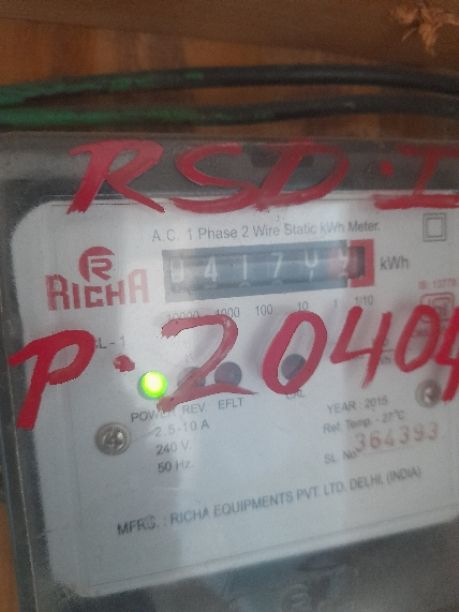 RSD-I
A.C. 1 Phase 2 Wire Static kWh Meter.
R
RICHA
kWh
10000 1000 100 10 1 1/10
P-20404
POWER REV. EFLT CAL
2.5-10 A
240 V.
50 Hz.
YEAR : 2015
Ref. Temp. - 27°C
SL. No. 364393
MFRS. : RICHA EQUIPMENTS PVT. LTD. DELHI, (INDIA)